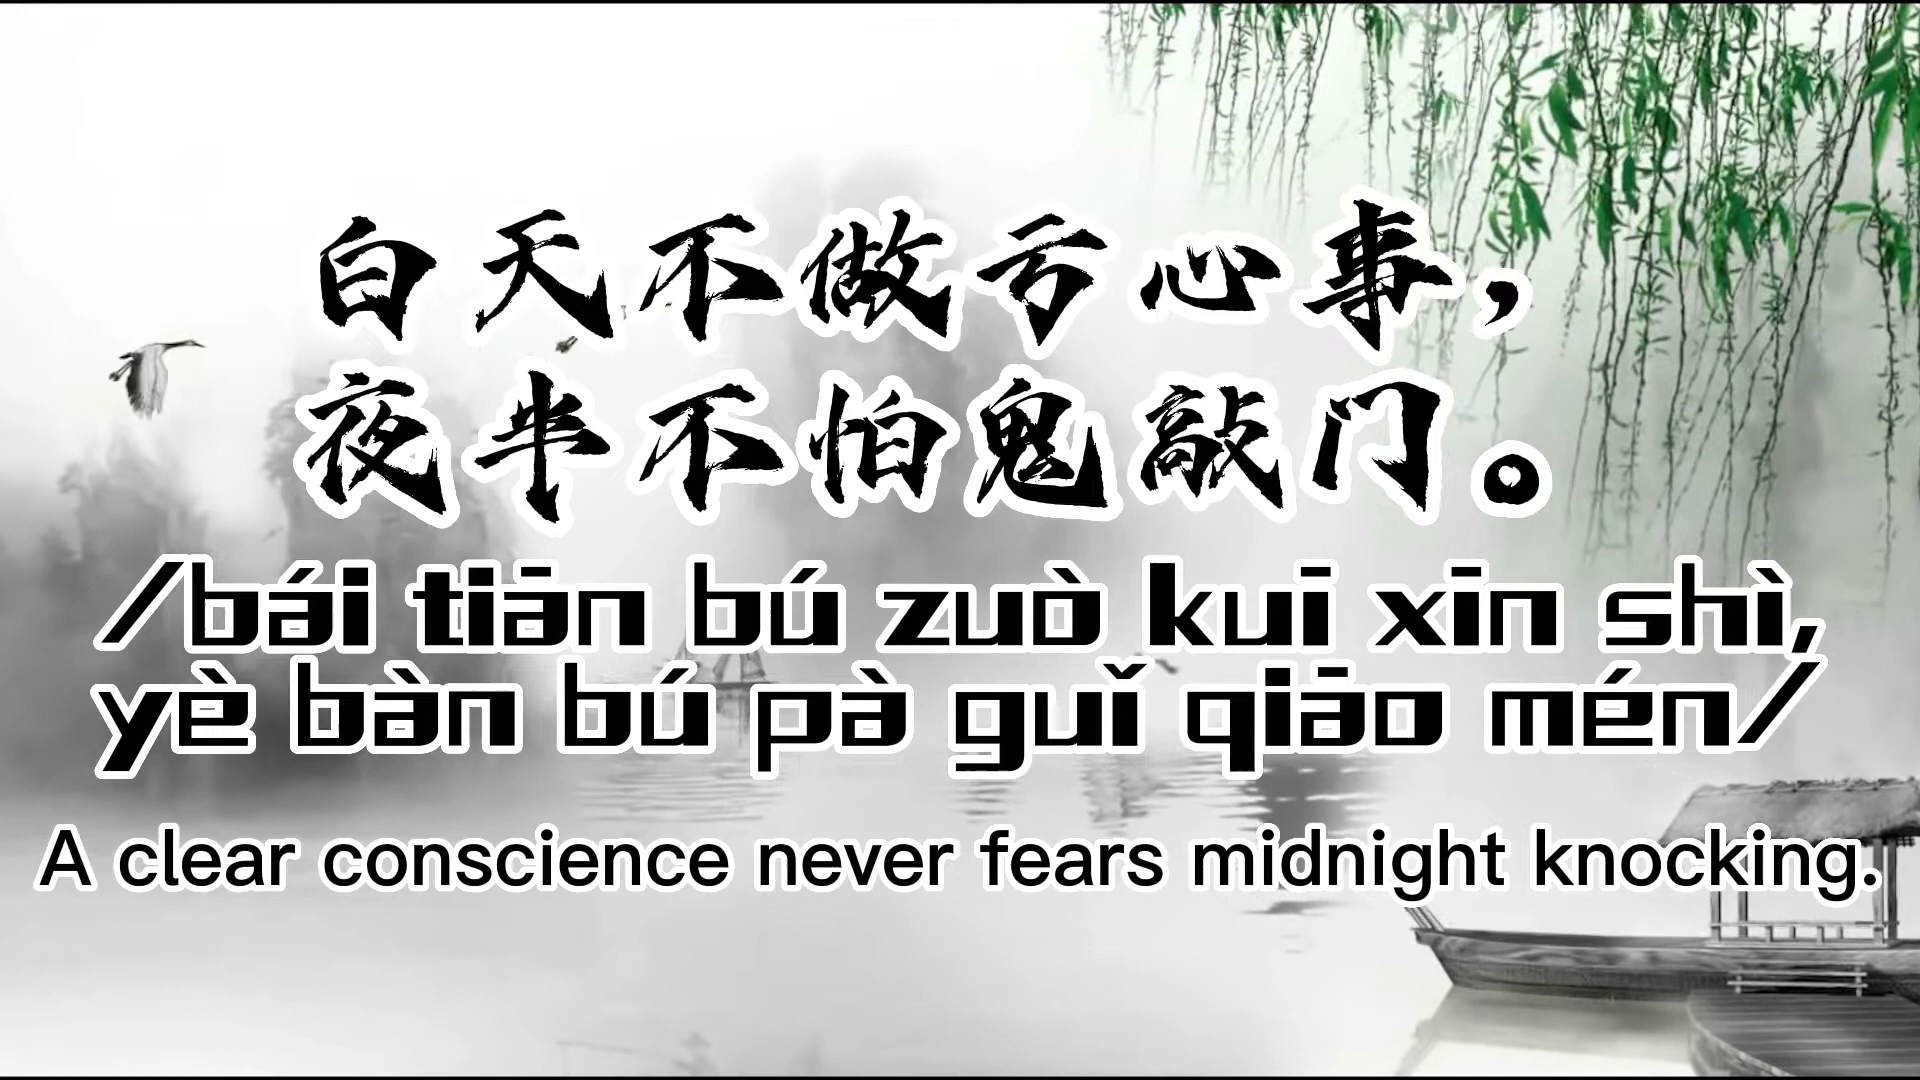 白天不做亏心事，
夜半不怕鬼敲门。
/bái tiān bú zuò kuī xīn shì,
yè bàn bú pà guǐ qiāo mén/
A clear conscience never fears midnight knocking.